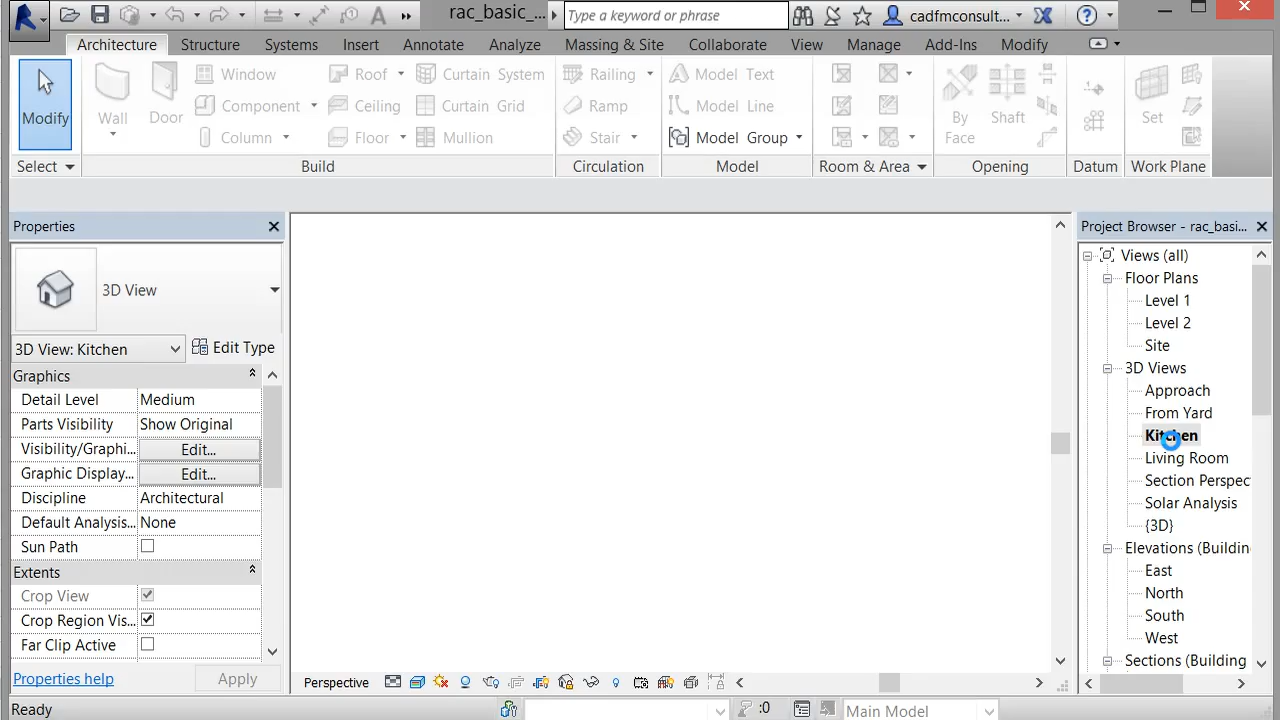 rac_basic_...
Type a keyword or phrase
cadfmconsult...
Architecture
Structure
Systems
Insert
Annotate
Analyze
Massing & Site
Collaborate
View
Manage
Add-Ins
Modify
Modify
Wall
Door
Window
Component
Column
Roof
Ceiling
Floor
Curtain System
Curtain Grid
Mullion
Railing
Ramp
Stair
Model Text
Model Line
Model Group
By
Face
Shaft
Set
Select
Build
Circulation
Model
Room & Area
Opening
Datum
Work Plane
Properties
3D View
3D View: Kitchen
Edit Type
Graphics
Detail Level Medium
Parts Visibility Show Original
Visibility/Graphi... Edit...
Graphic Display... Edit...
Discipline Architectural
Default Analysis... None
Sun Path
Extents
Crop View
Crop Region Vis...
Far Clip Active
Properties help
Apply
Perspective
Project Browser - rac_basi...
Views (all)
Floor Plans
Level 1
Level 2
Site
3D Views
Approach
From Yard
Kitchen
Living Room
Section Perspec
Solar Analysis
{3D}
Elevations (Buildin
East
North
South
West
Sections (Building
Ready
:0
Main Model